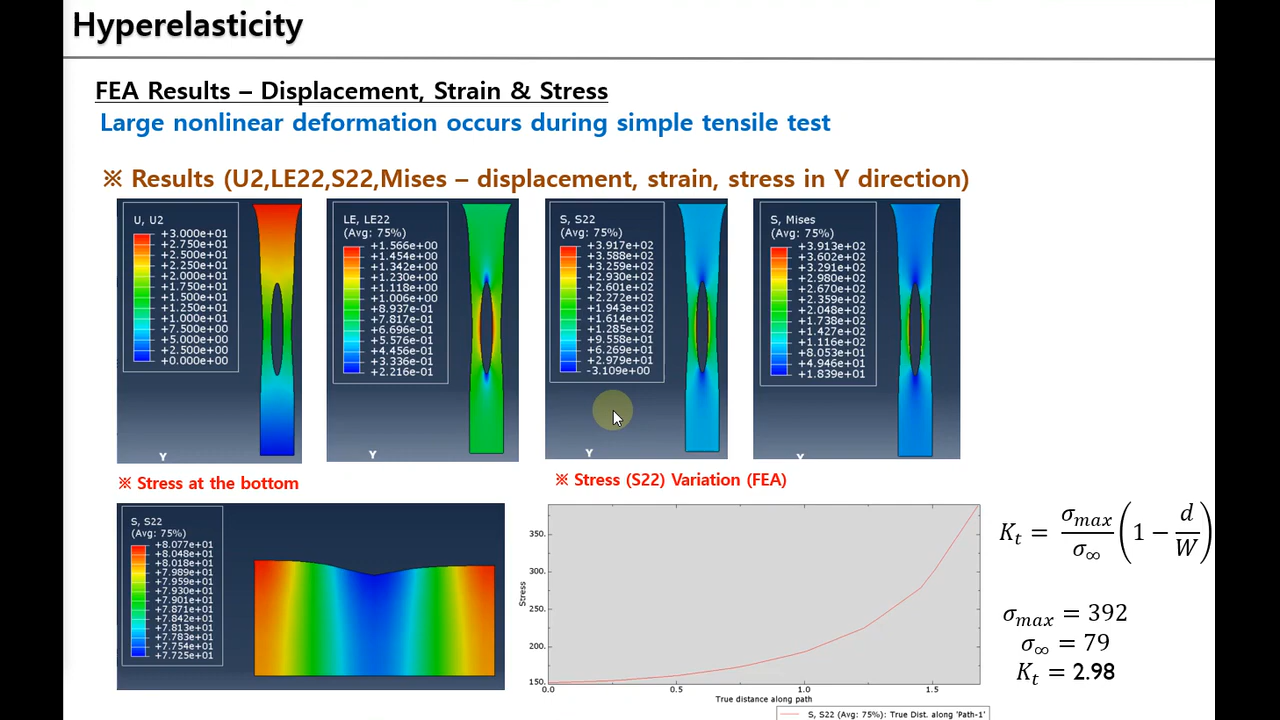 Hyperelasticity
FEA Results – Displacement, Strain & Stress
Large nonlinear deformation occurs during simple tensile test
※ Results (U2,LE22,S22,Mises – displacement, strain, stress in Y direction)
U, U2
+3.000e+01
+2.750e+01
+2.500e+01
+2.250e+01
+2.000e+01
+1.750e+01
+1.500e+01
+1.250e+01
+1.000e+01
+7.500e+00
+5.000e+00
+2.500e+00
+0.000e+00
Y
LE, LE22
(Avg: 75%)
+1.566e+00
+1.454e+00
+1.342e+00
+1.230e+00
+1.118e+00
+1.006e+00
+8.937e-01
+7.817e-01
+6.696e-01
+5.576e-01
+4.456e-01
+3.336e-01
+2.216e-01
Y
S, S22
(Avg: 75%)
+3.917e+02
+3.588e+02
+3.259e+02
+2.930e+02
+2.601e+02
+2.272e+02
+1.943e+02
+1.614e+02
+1.285e+02
+9.558e+01
+6.269e+01
+2.979e+01
-3.109e+00
Y
S, Mises
(Avg: 75%)
+3.913e+02
+3.602e+02
+3.291e+02
+2.980e+02
+2.670e+02
+2.359e+02
+2.048e+02
+1.738e+02
+1.427e+02
+1.116e+02
+8.053e+01
+4.946e+01
+1.839e+01
Y
※ Stress at the bottom
S, S22
(Avg: 75%)
+8.077e+01
+8.048e+01
+8.018e+01
+7.989e+01
+7.959e+01
+7.930e+01
+7.901e+01
+7.871e+01
+7.842e+01
+7.813e+01
+7.783e+01
+7.754e+01
+7.725e+01
※ Stress (S22) Variation (FEA)
Stress
350.
300.
250.
200.
150.
0.0 0.5 1.0 1.5
True distance along path
S, S22 (Avg: 75%): True Dist. along 'Path-1'
K_t = σ_max/σ_∞ (1 − d/W)
σ_max = 392
σ_∞ = 79
K_t = 2.98